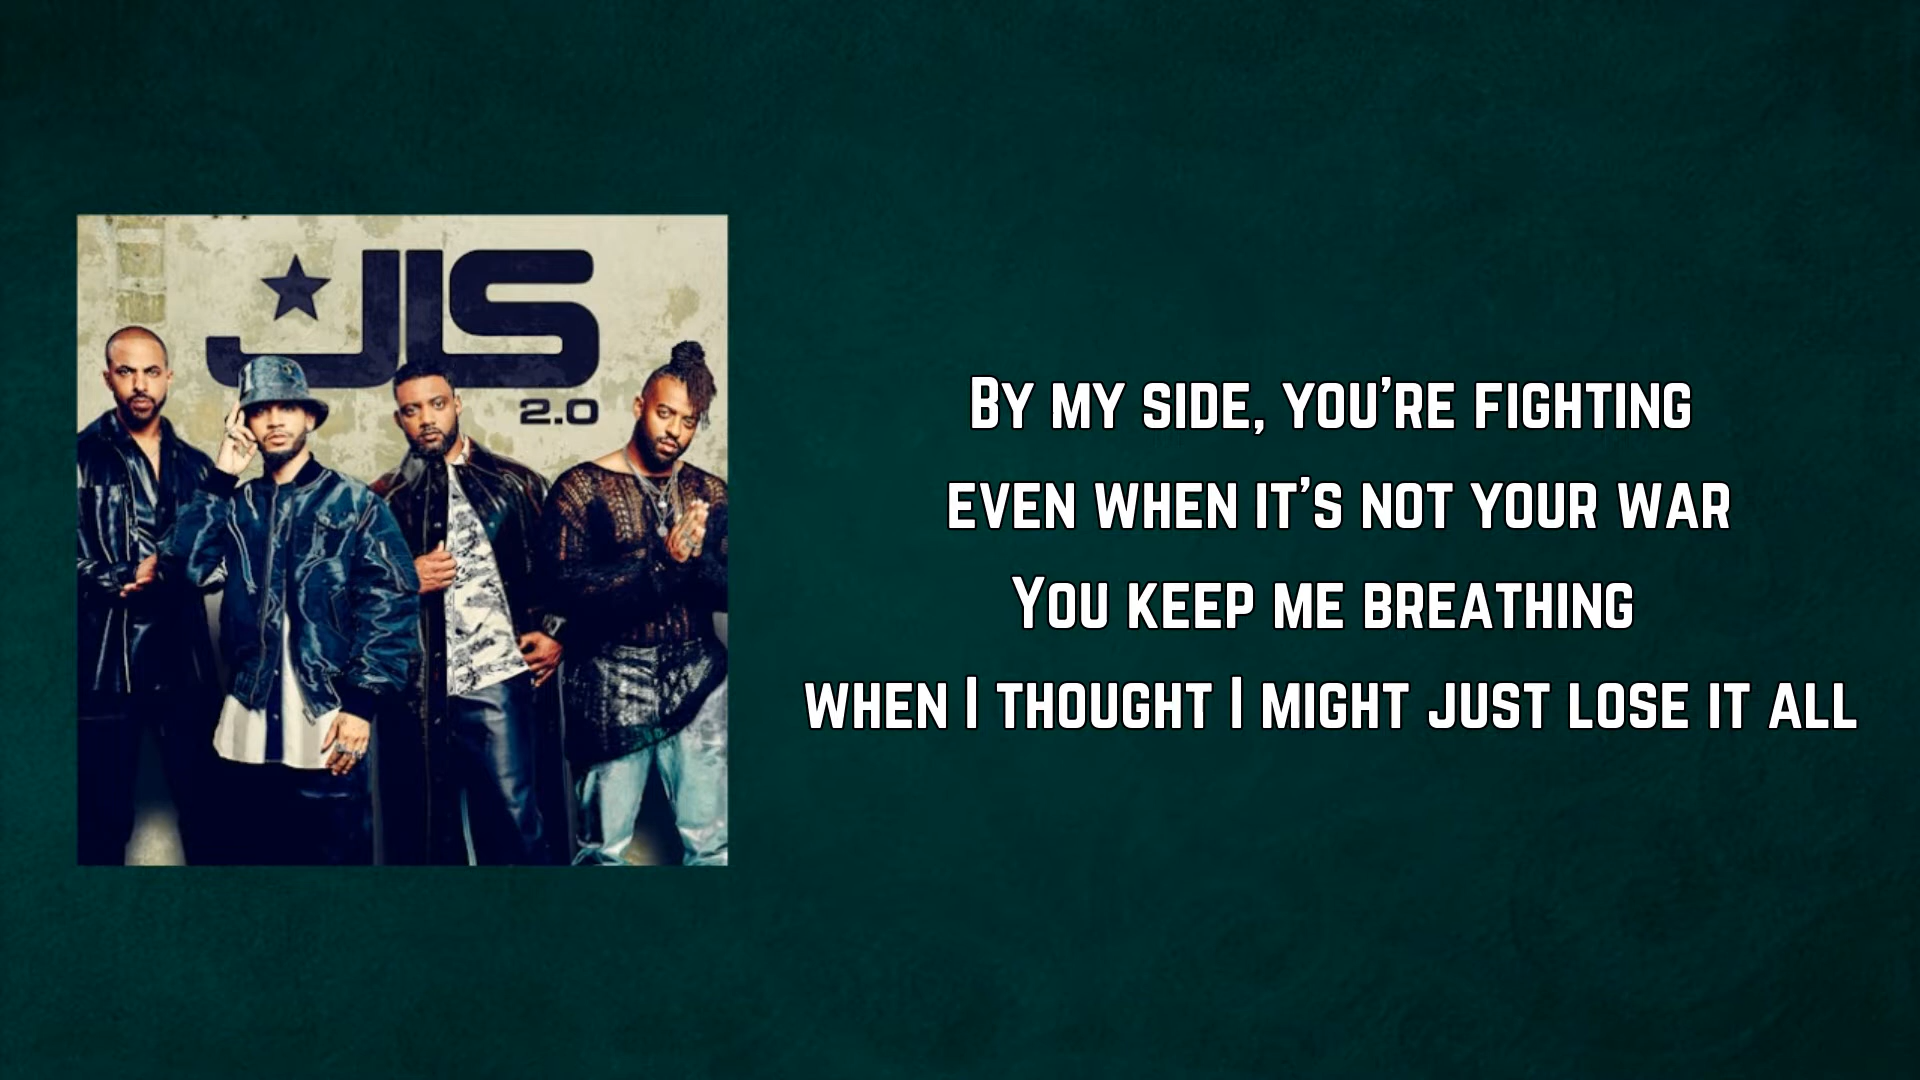 JLS
2.0
By my side, you're fighting
even when it's not your war
You keep me breathing
when I thought I might just lose it all